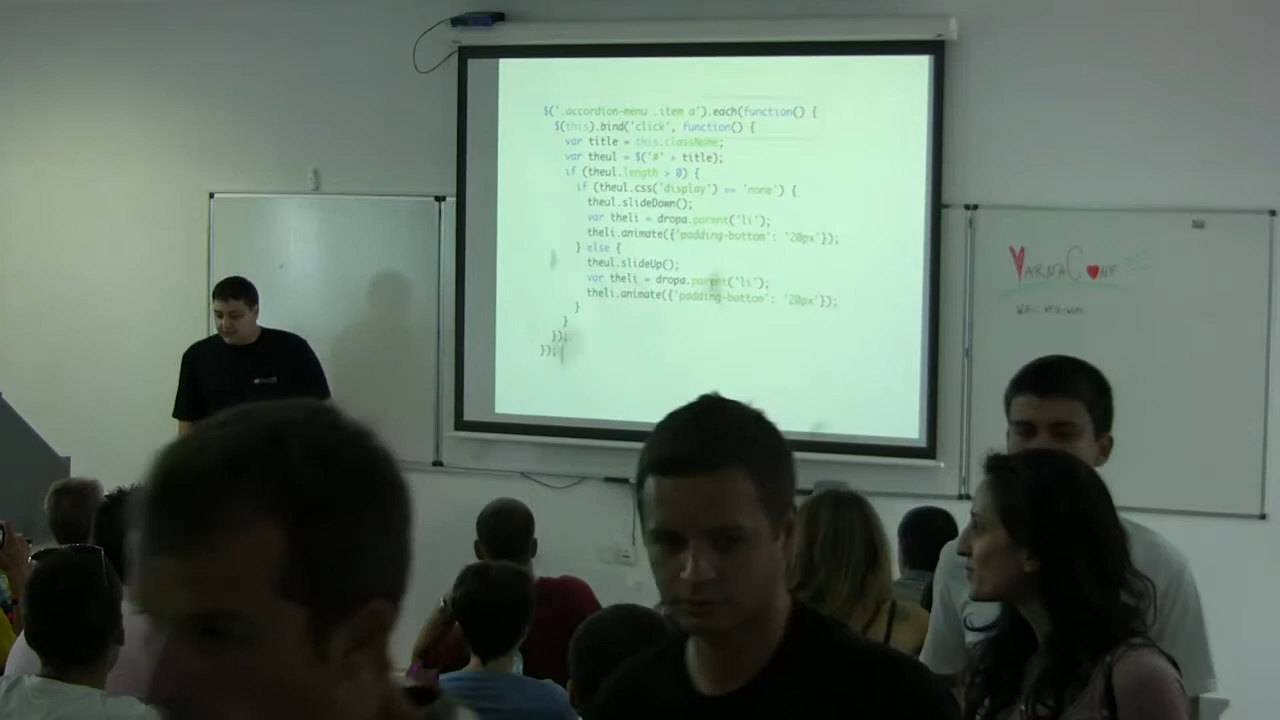 $('.accordion-menu .item a').each(function() {
$(this).bind('click', function() {
var title = this.className;
var theul = $('#' + title);
if (theul.length > 0) {
if (theul.css('display') == 'none') {
theul.slideDown();
var theli = dropa.parent('li');
theli.animate({'padding-bottom': '20px'});
} else {
theul.slideUp();
var theli = dropa.parent('li');
theli.animate({'padding-bottom': '20px'});
}
}
});
});
VARNACONF